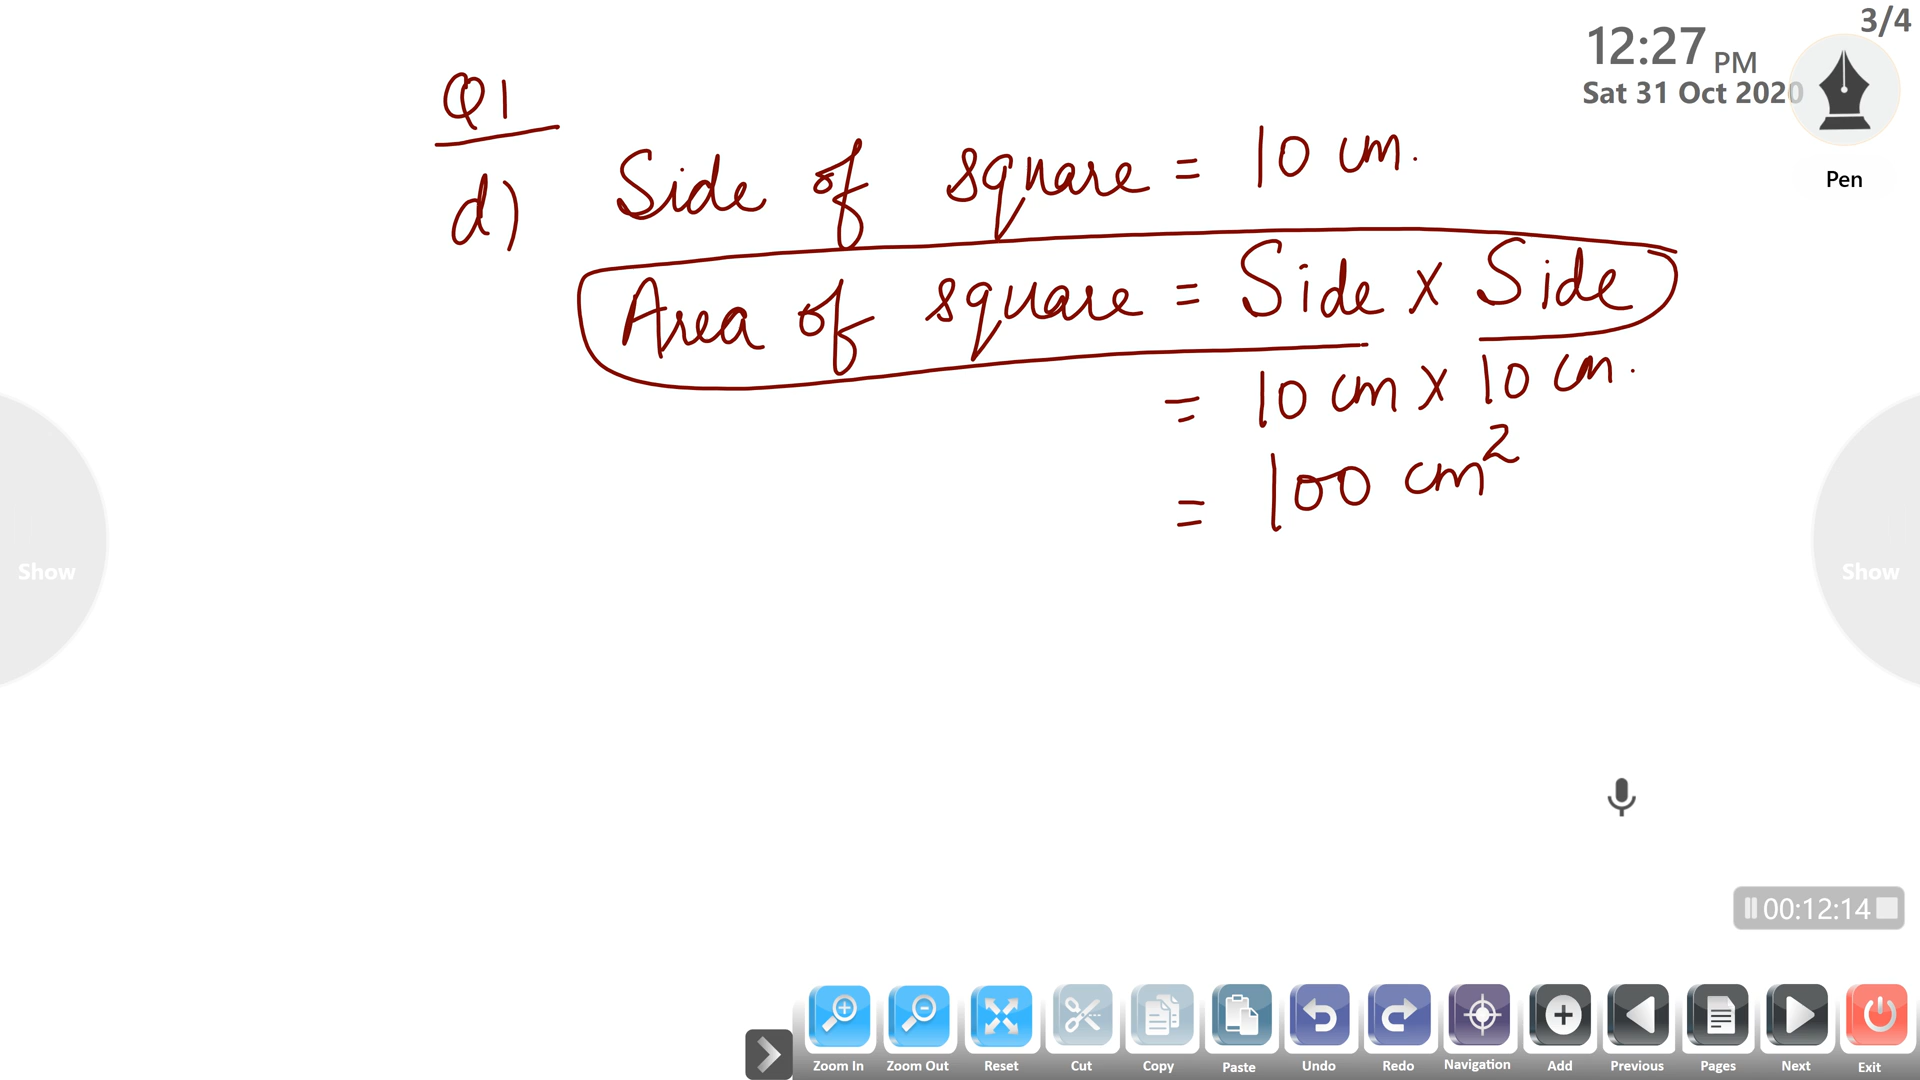 3/4
12:27 PM
Sat 31 Oct 2020
Pen
Q1
d) Side of square = 10 cm.
Area of square = Side x Side
= 10 cm x 10 cm.
= 100 cm²
Show
Show
00:12:14
Zoom In Zoom Out Reset Cut Copy Paste Undo Redo Navigation Add Previous Pages Next Exit